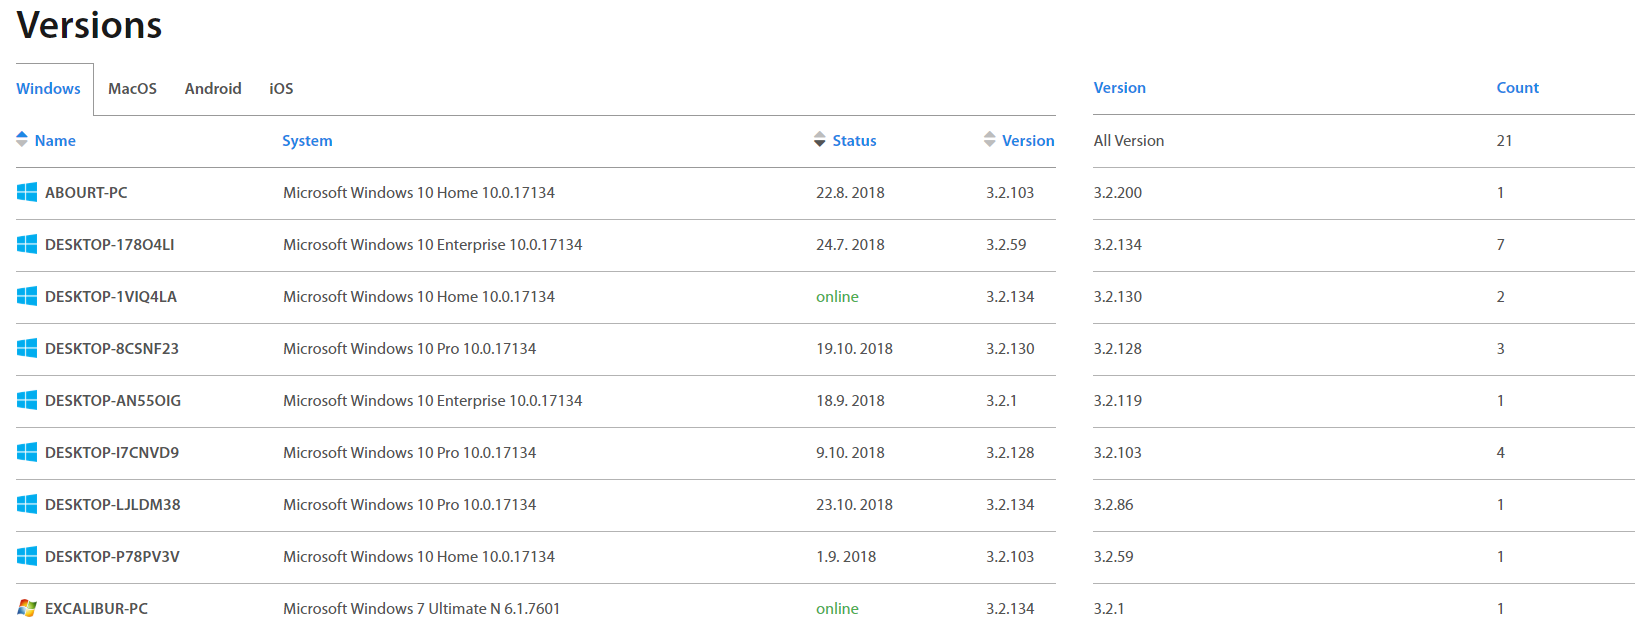 Versions
Windows MacOS Android iOS
Name System Status Version
ABOURT-PC Microsoft Windows 10 Home 10.0.17134 22.8. 2018 3.2.103
DESKTOP-178O4LI Microsoft Windows 10 Enterprise 10.0.17134 24.7. 2018 3.2.59
DESKTOP-1VIQ4LA Microsoft Windows 10 Home 10.0.17134 online 3.2.134
DESKTOP-8CSNF23 Microsoft Windows 10 Pro 10.0.17134 19.10. 2018 3.2.130
DESKTOP-AN55OIG Microsoft Windows 10 Enterprise 10.0.17134 18.9. 2018 3.2.1
DESKTOP-I7CNVD9 Microsoft Windows 10 Pro 10.0.17134 9.10. 2018 3.2.128
DESKTOP-LJLDM38 Microsoft Windows 10 Pro 10.0.17134 23.10. 2018 3.2.134
DESKTOP-P78PV3V Microsoft Windows 10 Home 10.0.17134 1.9. 2018 3.2.103
EXCALIBUR-PC Microsoft Windows 7 Ultimate N 6.1.7601 online 3.2.134
Version Count
All Version 21
3.2.200 1
3.2.134 7
3.2.130 2
3.2.128 3
3.2.119 1
3.2.103 4
3.2.86 1
3.2.59 1
3.2.1 1